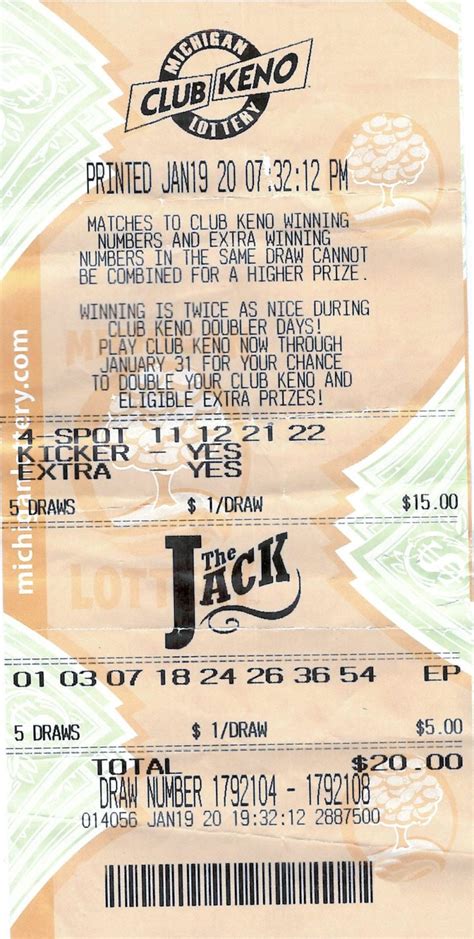 MICHIGAN
CLUB KENO
LOTTERY
PRINTED JAN19 20 07:32:12 PM
MATCHES TO CLUB KENO WINNING
NUMBERS AND EXTRA WINNING
NUMBERS IN THE SAME DRAW CANNOT
BE COMBINED FOR A HIGHER PRIZE.
WINNING IS TWICE AS NICE DURING
CLUB KENO DOUBLER DAYS!
PLAY CLUB KENO NOW THROUGH
JANUARY 31 FOR YOUR CHANCE
TO DOUBLE YOUR CLUB KENO AND
ELIGIBLE EXTRA PRIZES!
michiganlottery.com
4-SPOT 11 12 21 22
KICKER - YES
EXTRA - YES
5 DRAWS $ 1/DRAW $15.00
The Jack
01 03 07 18 24 26 36 54 EP
5 DRAWS $ 1/DRAW $5.00
TOTAL $20.00
DRAW NUMBER 1792104 - 1792108
014056 JAN19 20 19:32:12 2887500